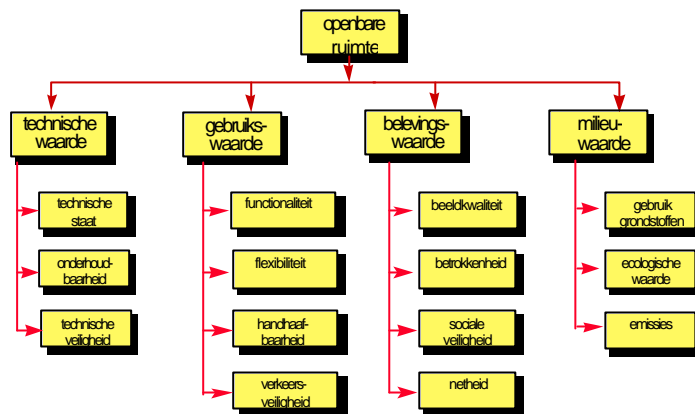 openbare
ruimte
technische
waarde
technische
staat
onderhoud-
baarheid
technische
veiligheid
gebruiks-
waarde
functionaliteit
flexibiliteit
handhaaf-
baarheid
verkeers-
veiligheid
belevings-
waarde
beeldkwaliteit
betrokkenheid
sociale
veiligheid
netheid
milieu-
waarde
gebruik
grondstoffen
ecologische
waarde
emissies